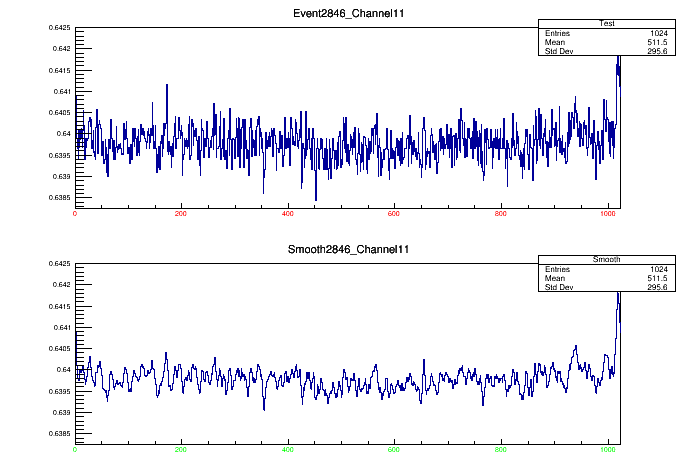 Event2846_Channel11
Test
Entries 1024
Mean 511.5
Std Dev 295.6
0.6425
0.642
0.6415
0.641
0.6405
0.64
0.6395
0.639
0.6385
0 200 400 600 800 1000
Smooth2846_Channel11
Smooth
Entries 1024
Mean 511.5
Std Dev 295.6
0.6425
0.642
0.6415
0.641
0.6405
0.64
0.6395
0.639
0.6385
0 200 400 600 800 1000